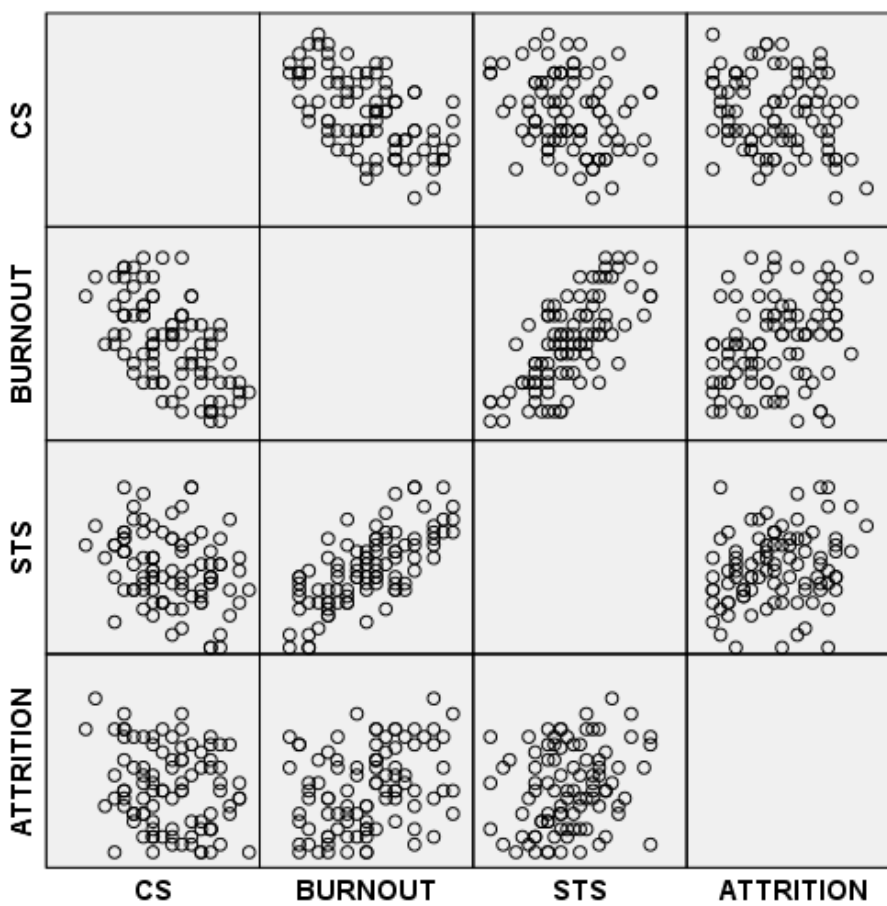 CS
BURNOUT
STS
ATTRITION
CS BURNOUT STS ATTRITION